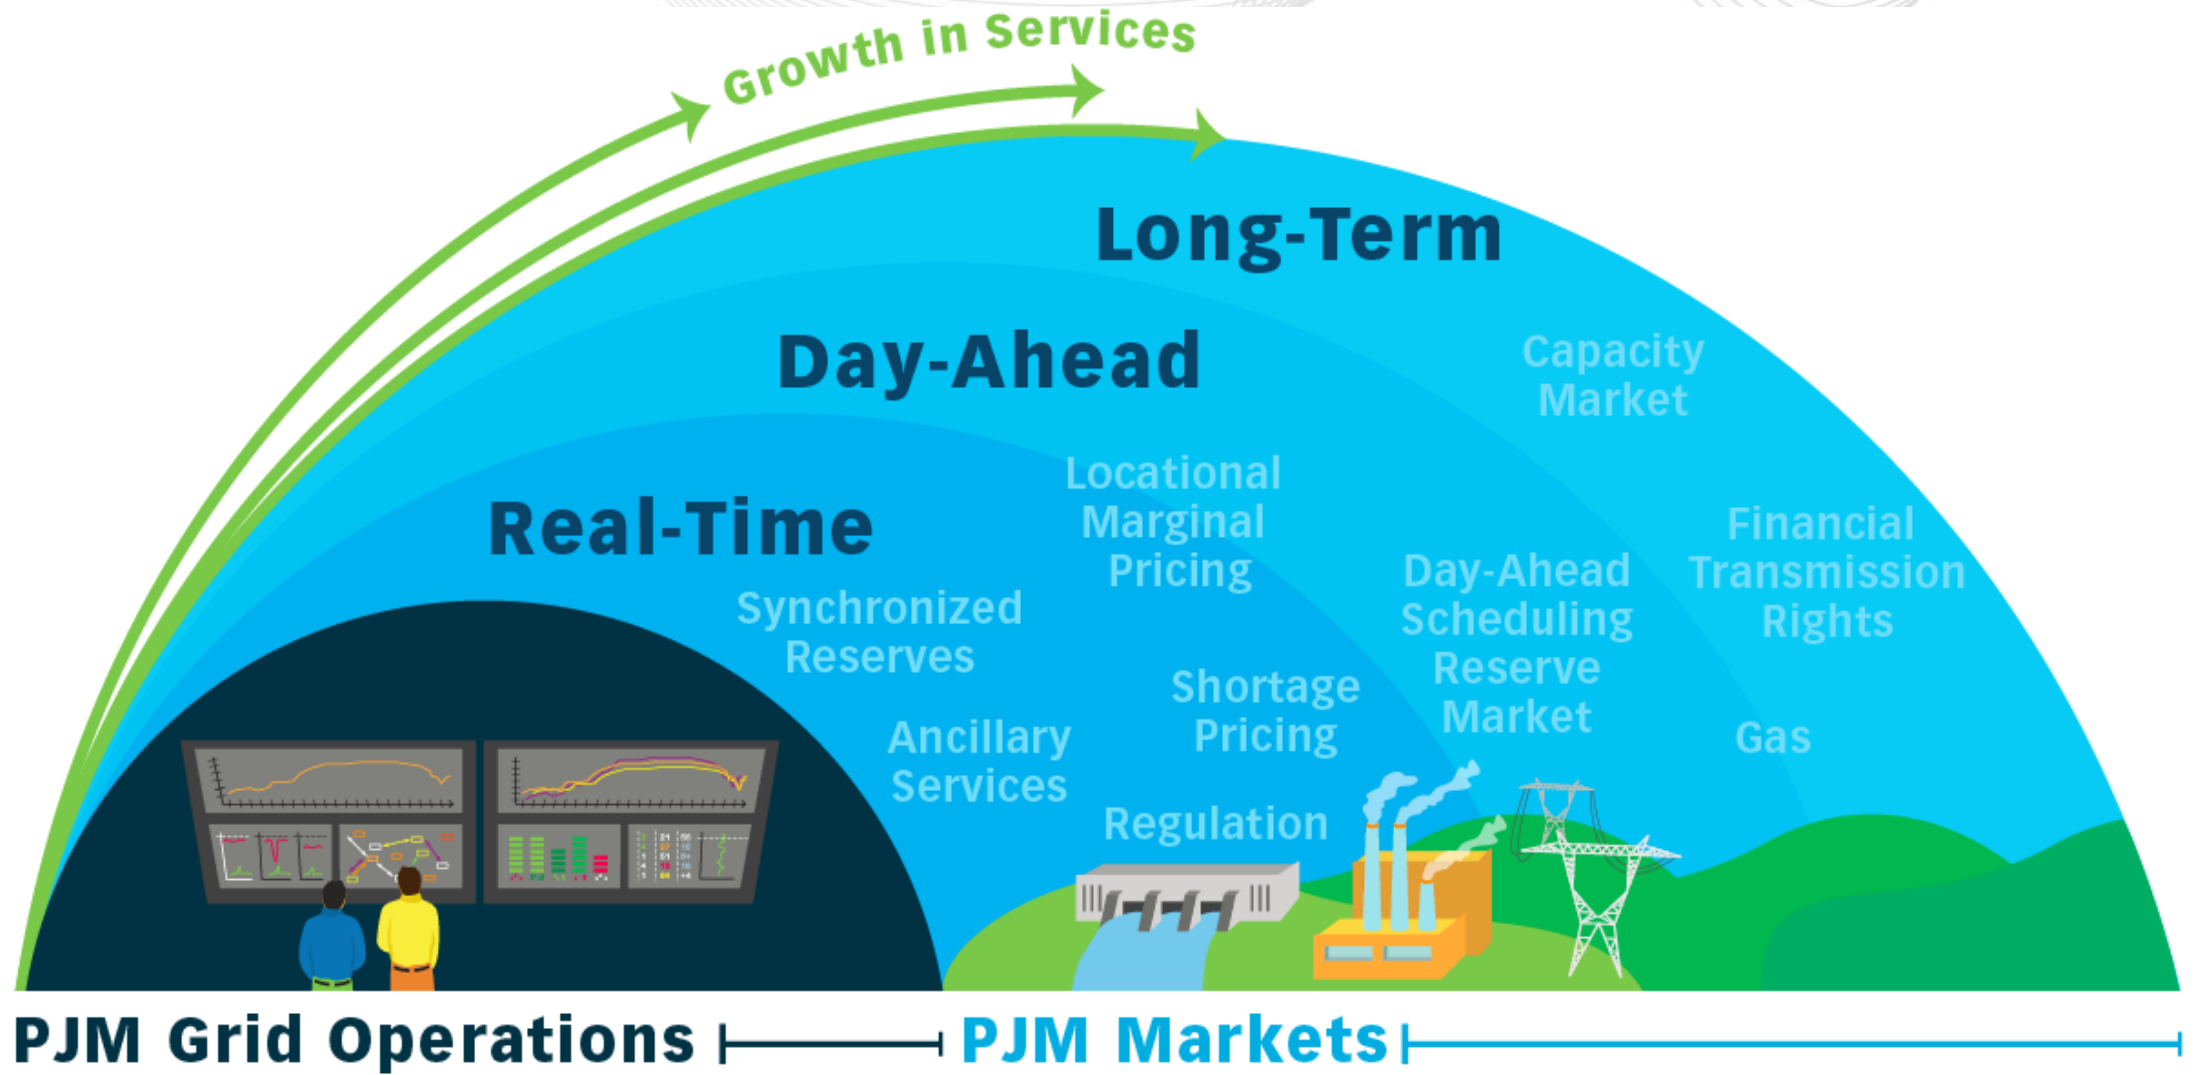 Growth in Services
Long-Term
Day-Ahead
Real-Time
Capacity
Market
Locational
Marginal
Pricing
Financial
Transmission
Rights
Day-Ahead
Scheduling
Reserve
Market
Synchronized
Reserves
Shortage
Pricing
Ancillary
Services
Gas
Regulation
PJM Grid Operations
PJM Markets